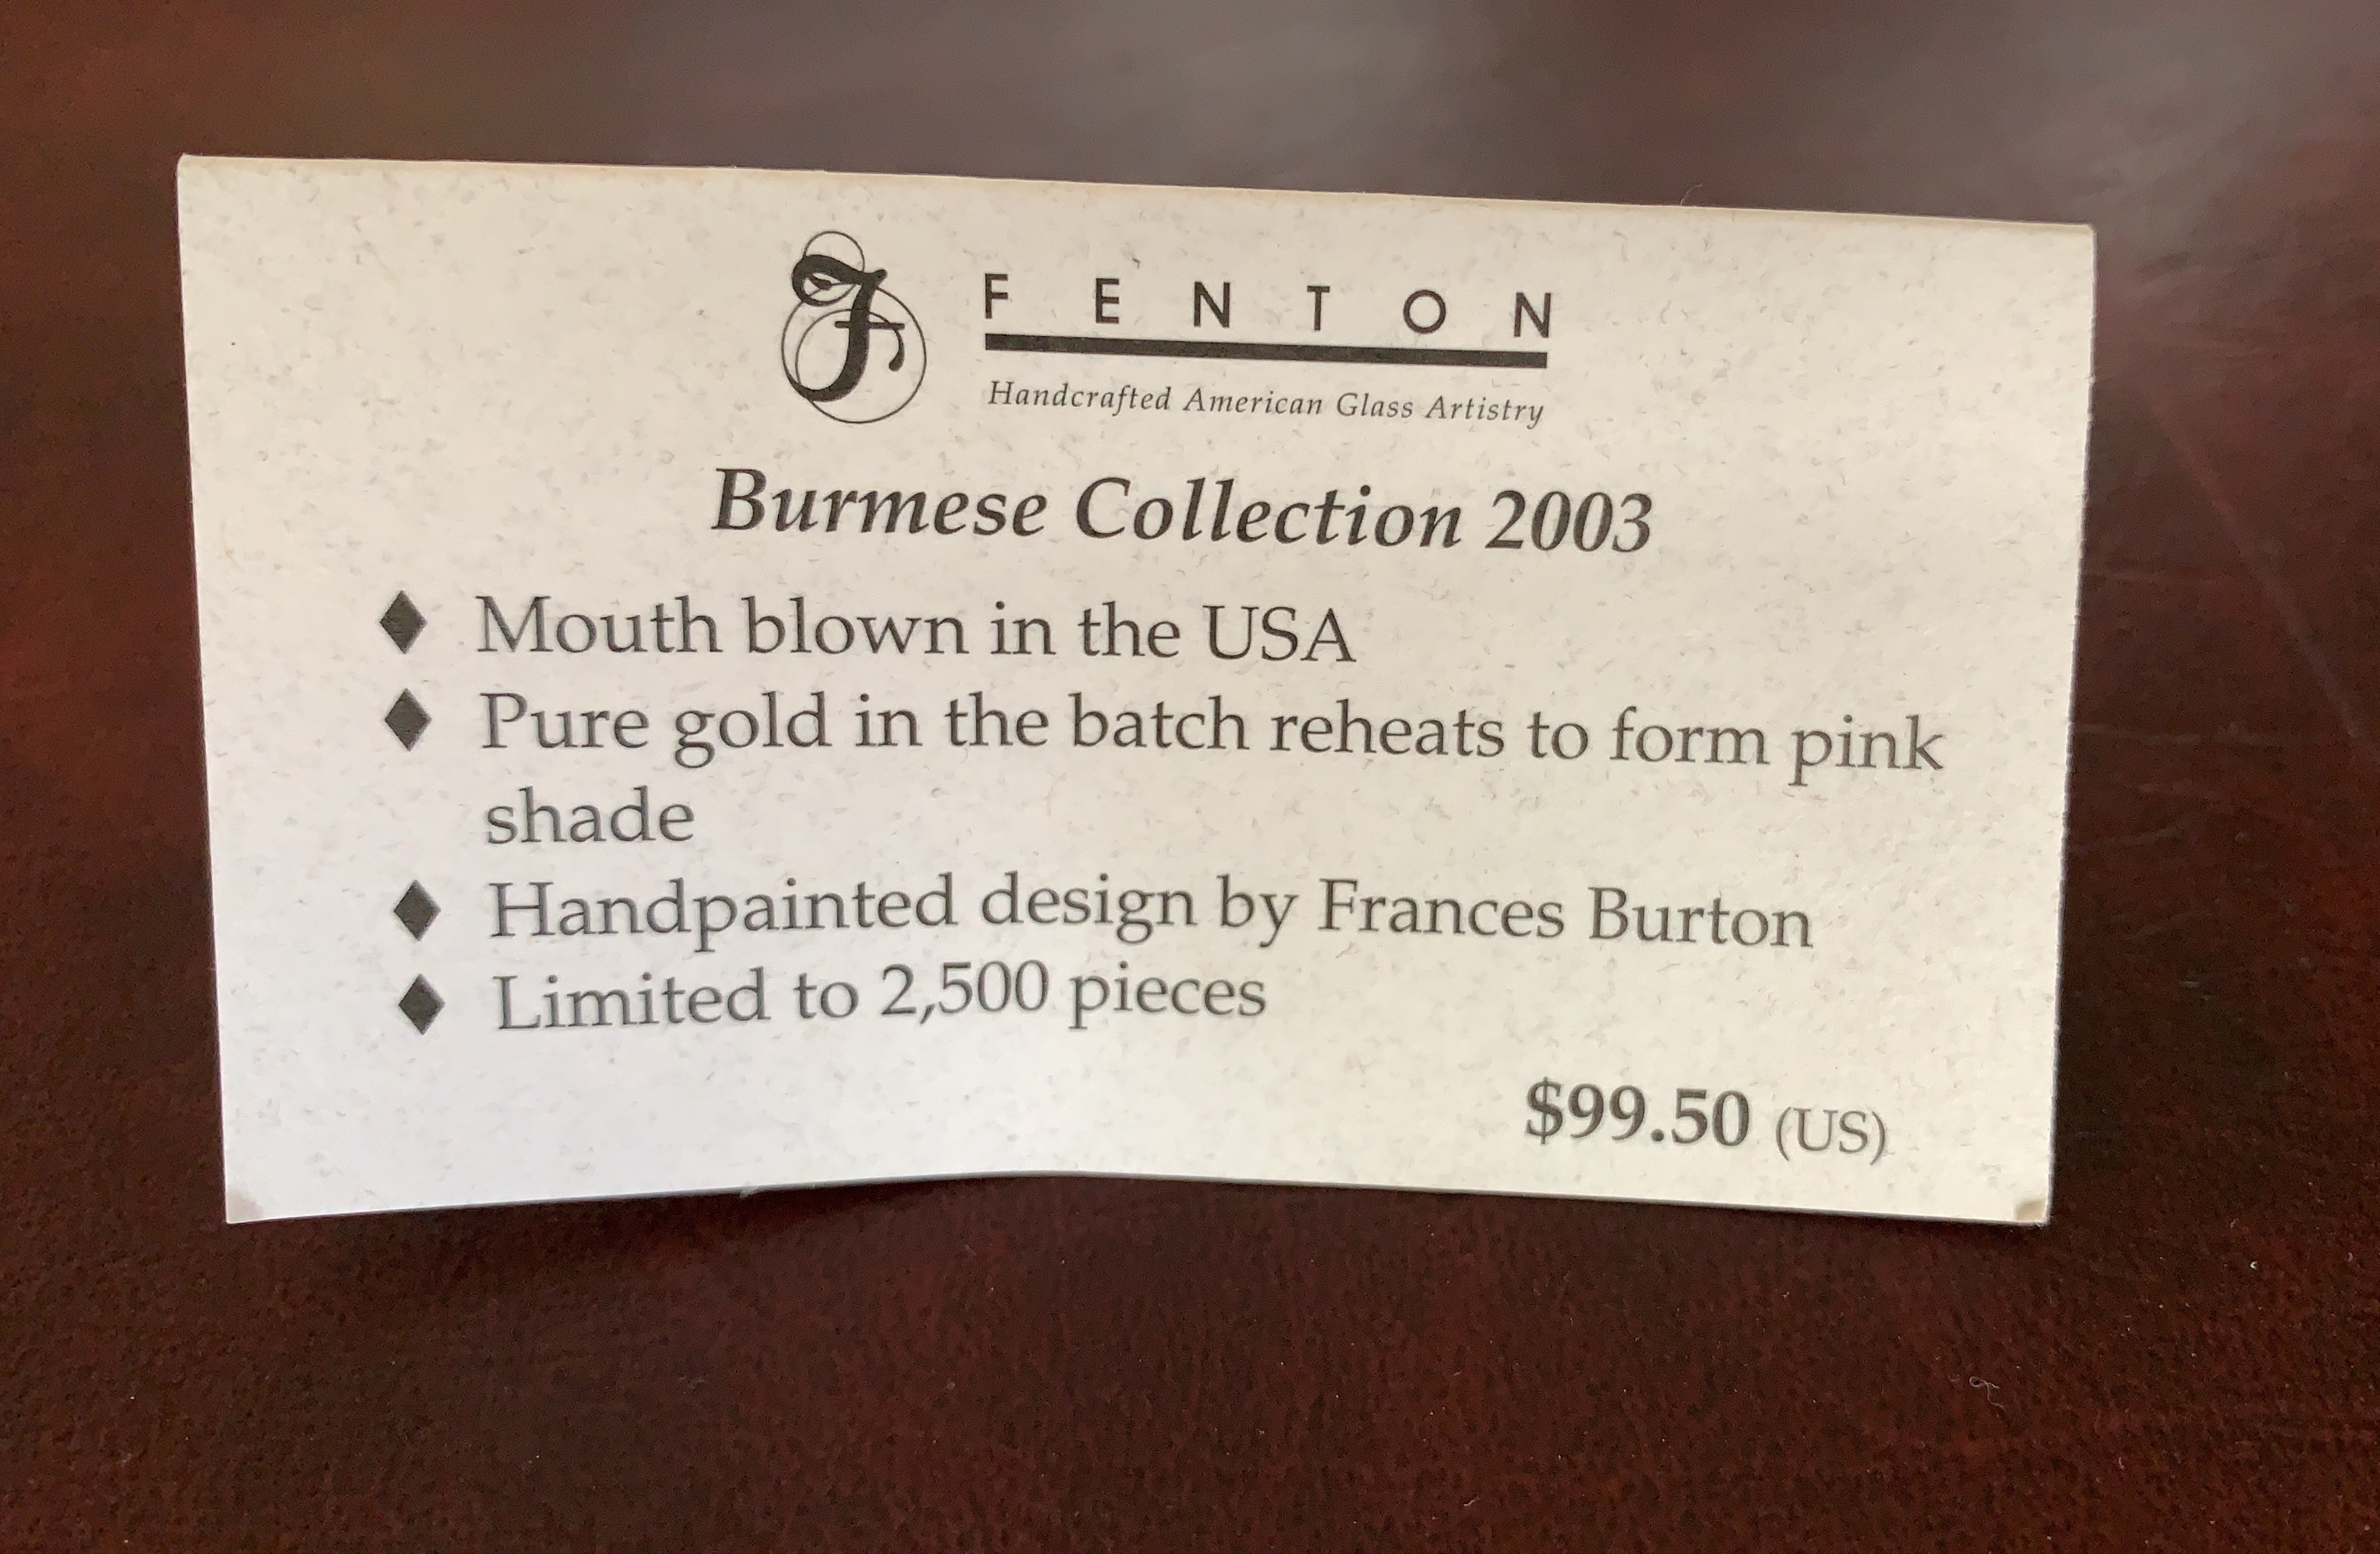 F FENTON
Handcrafted American Glass Artistry
Burmese Collection 2003
♦ Mouth blown in the USA
♦ Pure gold in the batch reheats to form pink
shade
♦ Handpainted design by Frances Burton
♦ Limited to 2,500 pieces
$99.50 (US)